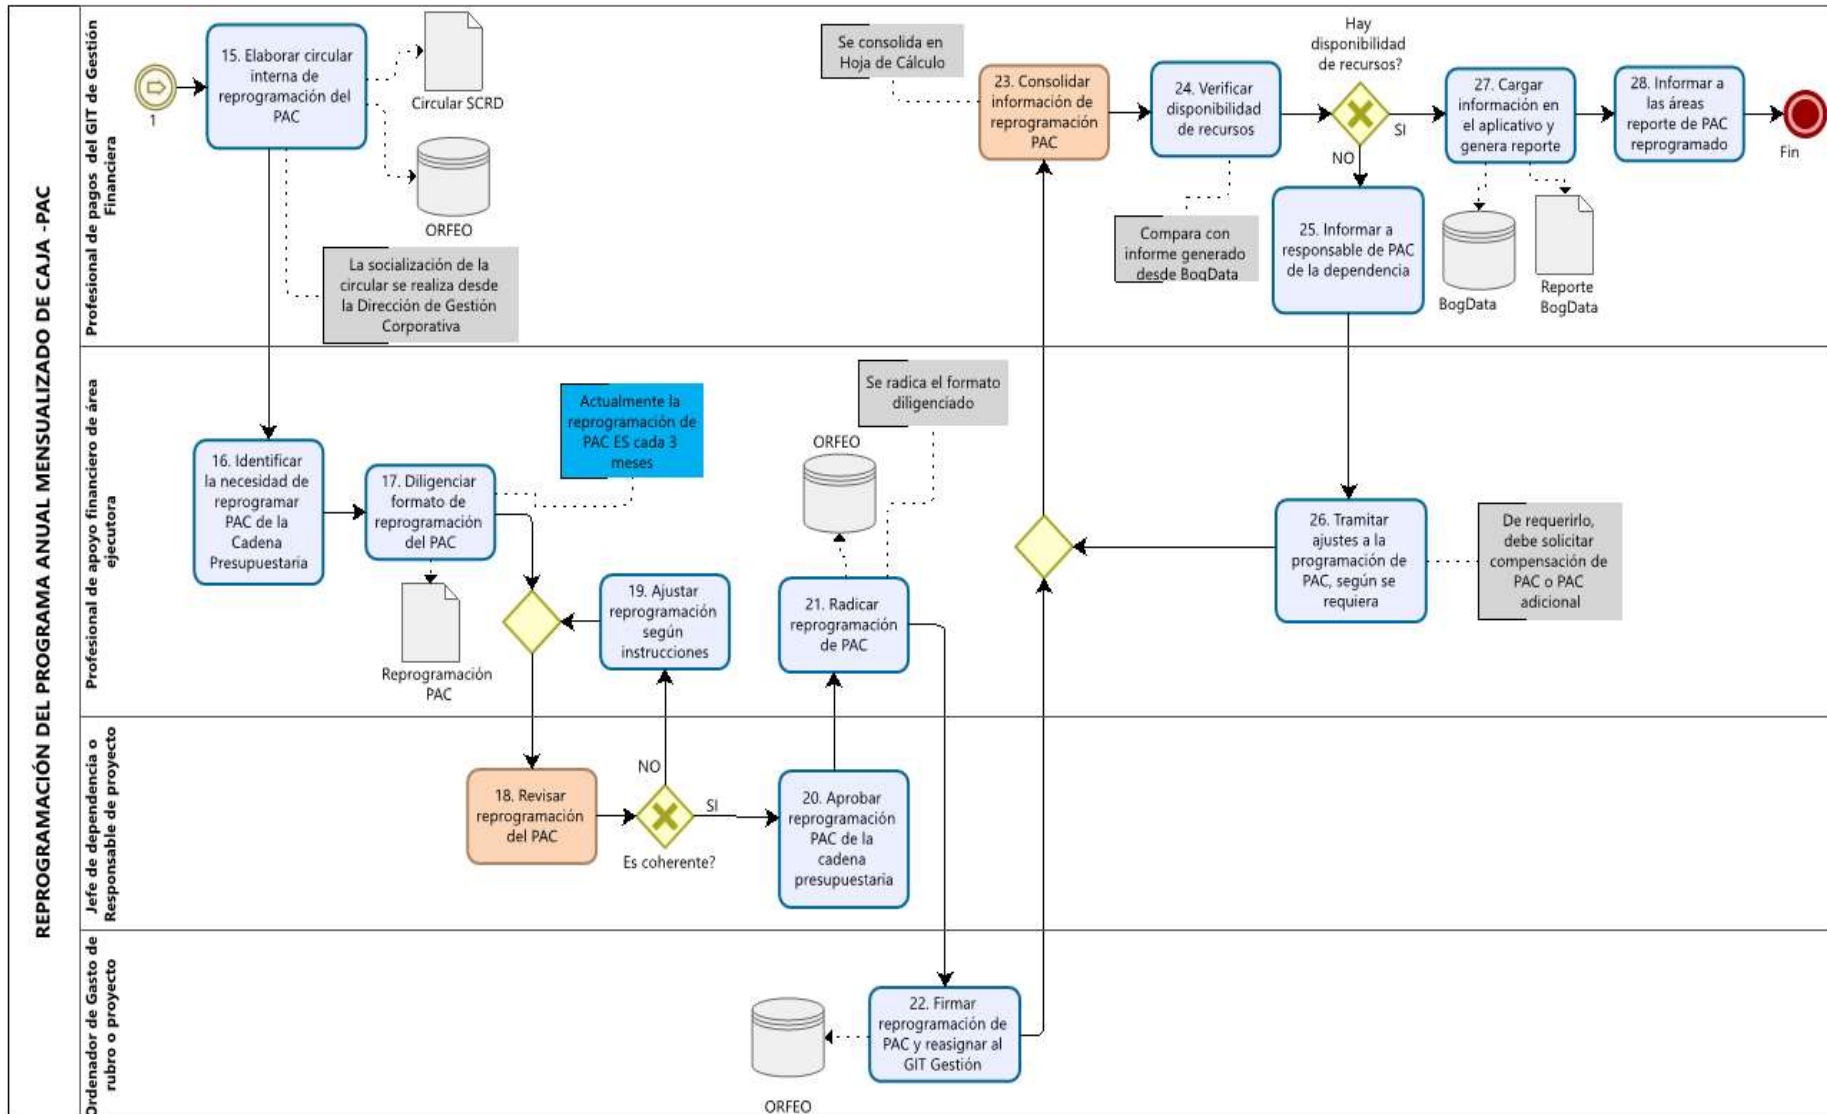 REPROGRAMACIÓN DEL PROGRAMA ANUAL MENSUALIZADO DE CAJA -PAC
Profesional de pagos del GIT de Gestión
Financiera
1
15. Elaborar circular
interna de
reprogramación del
PAC
Circular SCRD
ORFEO
La socialización de la
circular se realiza desde
la Dirección de Gestión
Corporativa
Se consolida en
Hoja de Cálculo
23. Consolidar
información de
reprogramación
PAC
24. Verificar
disponibilidad
de recursos
Compara con
informe generado
desde BogData
Hay
disponibilidad
de recursos?
SI
NO
25. Informar a
responsable de PAC
de la dependencia
27. Cargar
información en
el aplicativo y
genera reporte
BogData
Reporte
BogData
28. Informar a
las áreas
reporte de PAC
reprogramado
Fin
Profesional de apoyo financiero de área
ejecutora
16. Identificar
la necesidad de
reprogramar
PAC de la
Cadena
Presupuestaria
17. Diligenciar
formato de
reprogramación
del PAC
Reprogramación
PAC
Actualmente la
reprogramación de
PAC ES cada 3
meses
19. Ajustar
reprogramación
según
instrucciones
ORFEO
Se radica el formato
diligenciado
21. Radicar
reprogramación
de PAC
26. Tramitar
ajustes a la
programación de
PAC, según se
requiera
De requerirlo,
debe solicitar
compensación de
PAC o PAC
adicional
Jefe de dependencia o
Responsable de proyecto
18. Revisar
reprogramación
del PAC
NO
SI
Es coherente?
20. Aprobar
reprogramación
PAC de la
cadena
presupuestaria
Ordenador de Gasto de
rubro o proyecto
ORFEO
22. Firmar
reprogramación de
PAC y reasignar al
GIT Gestión